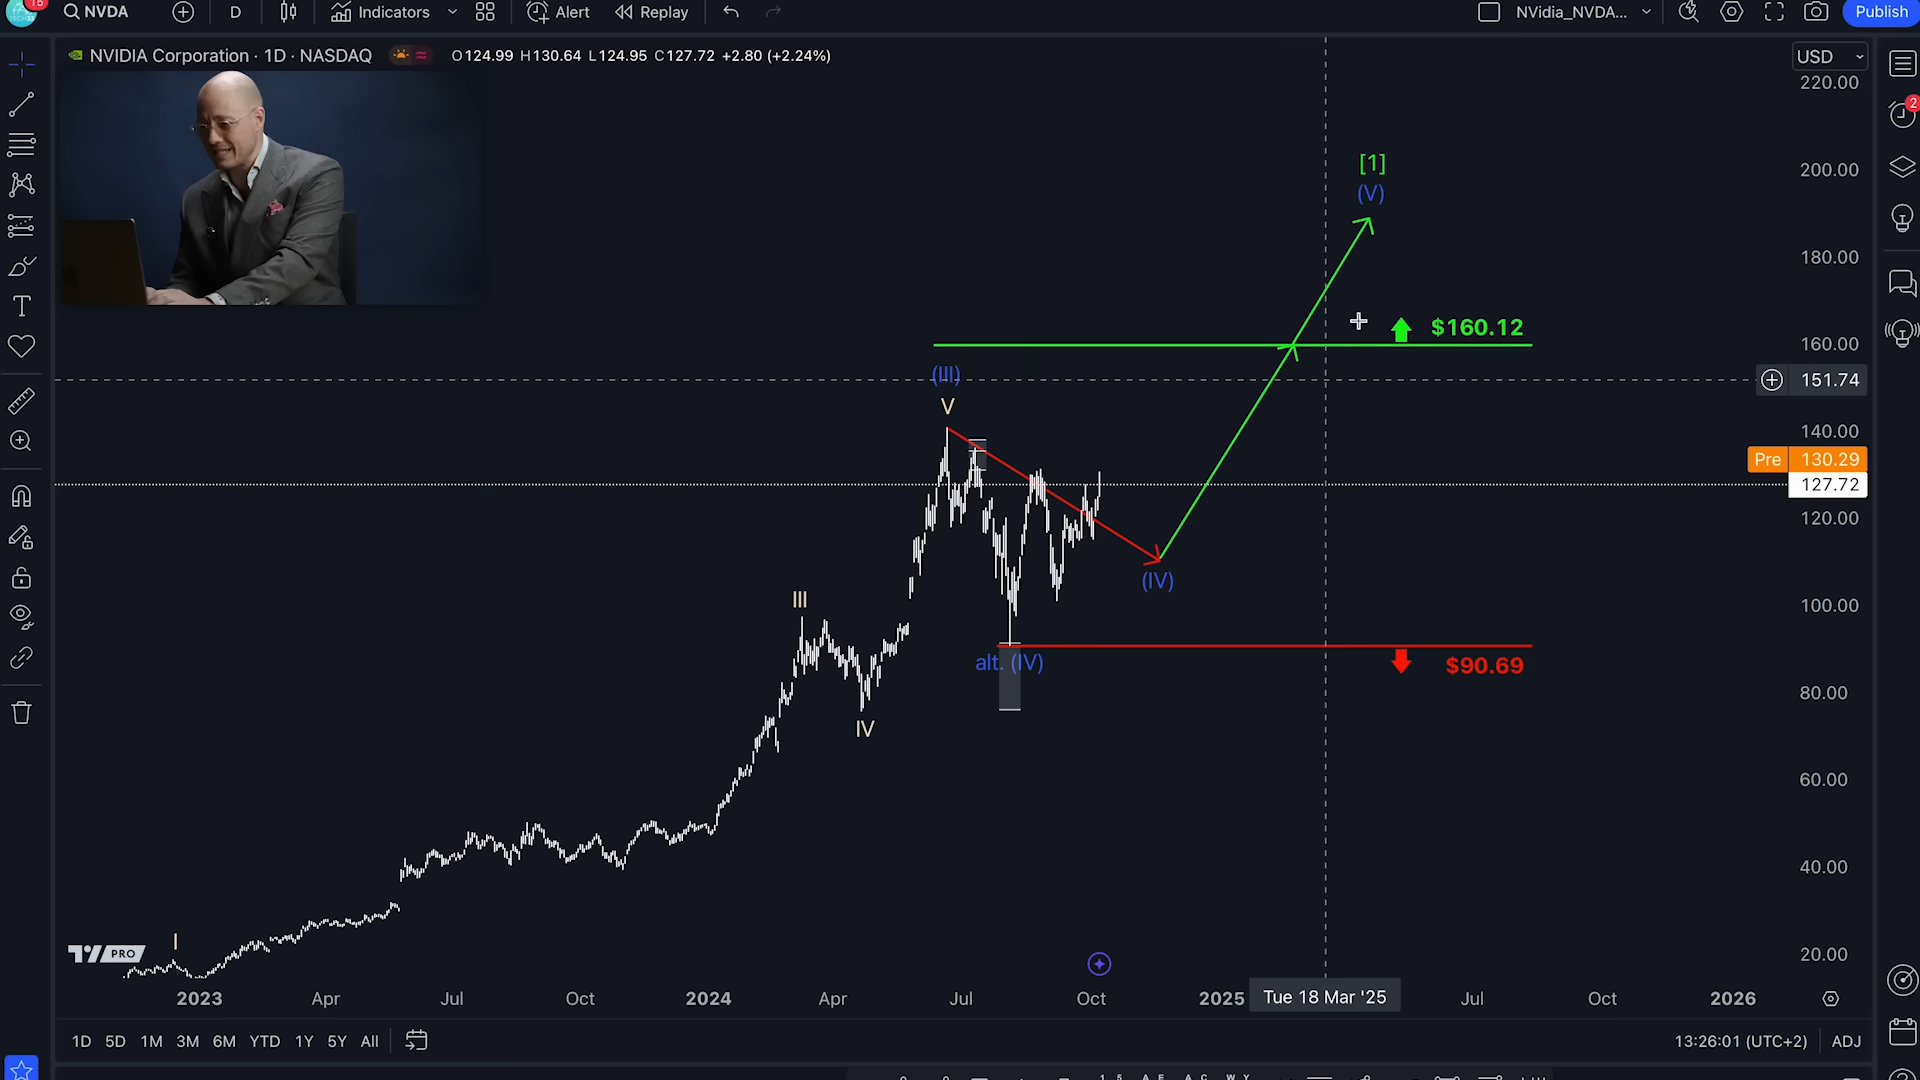 15
NVDA
D
Indicators
Alert
Replay
NVidia_NVDA...
Publish
NVIDIA Corporation · 1D · NASDAQ
O124.99 H130.64 L124.95 C127.72 +2.80 (+2.24%)
USD
2
220.00
200.00
180.00
160.00
151.74
140.00
Pre 130.29
127.72
120.00
100.00
80.00
60.00
40.00
20.00
[1]
(V)
$160.12
(III)
V
(IV)
III
alt. (IV)
$90.69
IV
I
PRO
2023
Apr
Jul
Oct
2024
Apr
Jul
Oct
2025
Tue 18 Mar '25
Jul
Oct
2026
1D 5D 1M 3M 6M YTD 1Y 5Y All
13:26:01 (UTC+2) ADJ